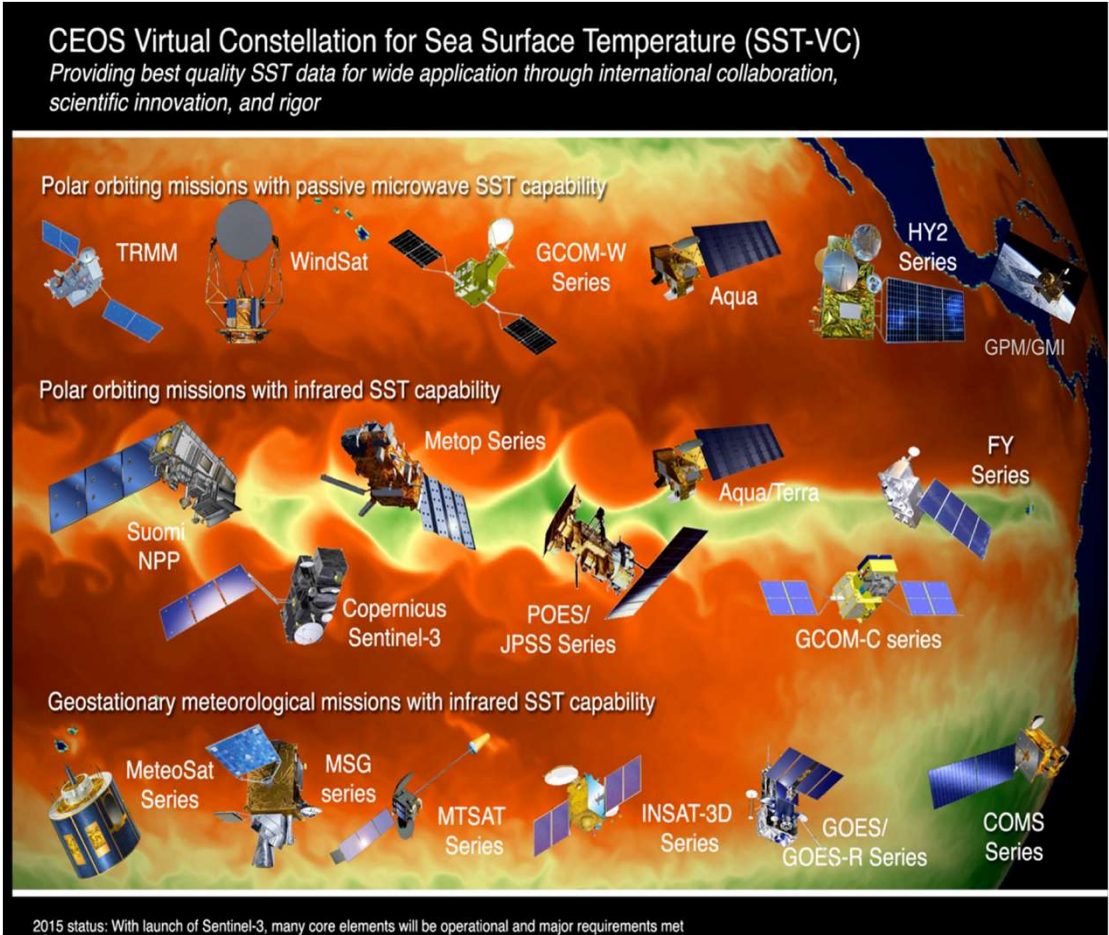 CEOS Virtual Constellation for Sea Surface Temperature (SST-VC)
Providing best quality SST data for wide application through international collaboration,
scientific innovation, and rigor
Polar orbiting missions with passive microwave SST capability
TRMM
WindSat
GCOM-W
Series
Aqua
HY2
Series
GPM/GMI
Polar orbiting missions with infrared SST capability
Suomi
NPP
Metop Series
Aqua/Terra
FY
Series
Copernicus
Sentinel-3
POES/
JPSS Series
GCOM-C series
Geostationary meteorological missions with infrared SST capability
MeteoSat
Series
MSG
series
MTSAT
Series
INSAT-3D
Series
GOES/
GOES-R Series
COMS
Series
2015 status: With launch of Sentinel-3, many core elements will be operational and major requirements met